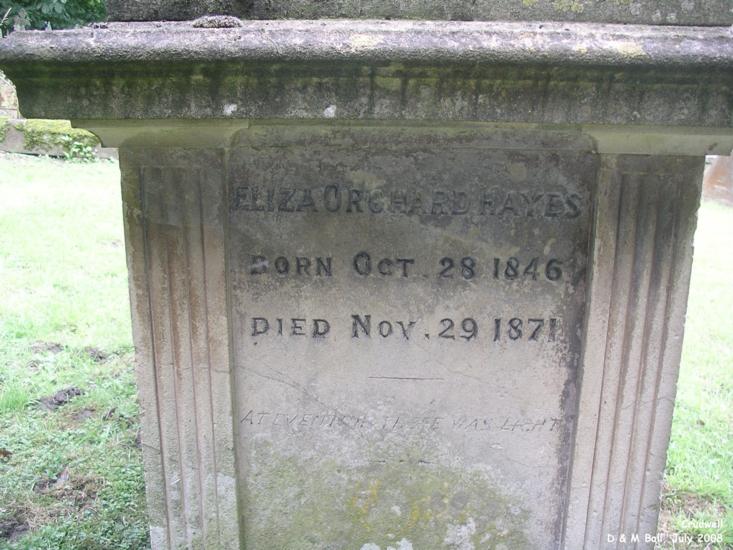 ELIZA ORCHARD HAYES
BORN OCT. 28 1846
DIED NOV. 29 1871
AT EVENTIDE THERE WAS LIGHT
Crudwell
D & M Ball July 2008